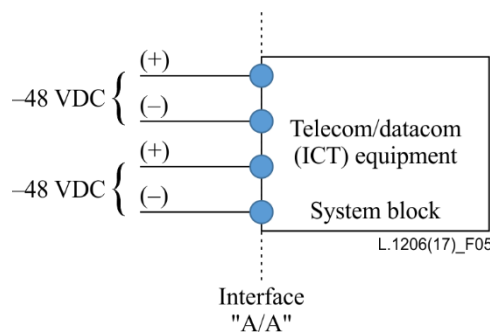 (+)
–48 VDC
(–)
(+)
–48 VDC
(–)
Telecom/datacom
(ICT) equipment
System block
L.1206(17)_F05
Interface
"A/A"